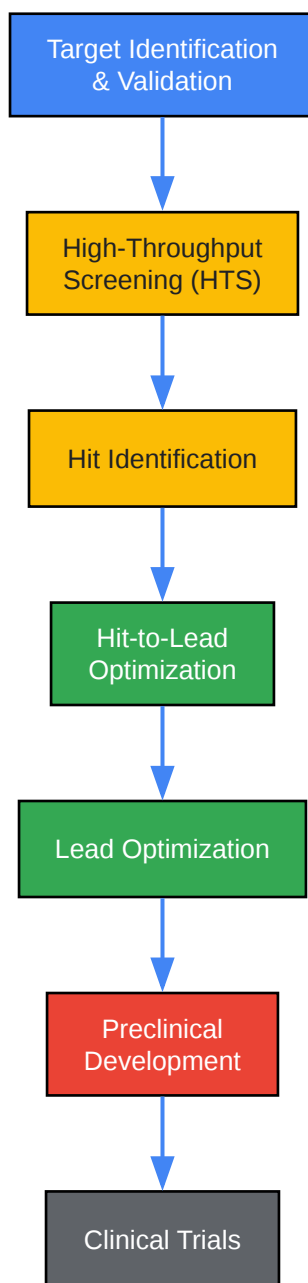 Target Identification
& Validation
High-Throughput
Screening (HTS)
Hit Identification
Hit-to-Lead
Optimization
Lead Optimization
Preclinical
Development
Clinical Trials